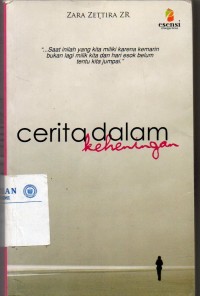 ZARA ZETTIRA ZR
esensi
"...Saat inilah yang kita miliki karena kemarin
bukan lagi milik kita dan hari esok belum
tentu kita jumpai."
cerita dalam
keheningan